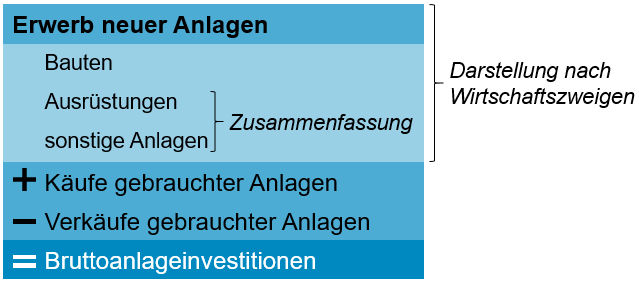 Erwerb neuer Anlagen
Bauten
Ausrüstungen
sonstige Anlagen
Zusammenfassung
Darstellung nach
Wirtschaftszweigen
+ Käufe gebrauchter Anlagen
− Verkäufe gebrauchter Anlagen
= Bruttoanlageinvestitionen